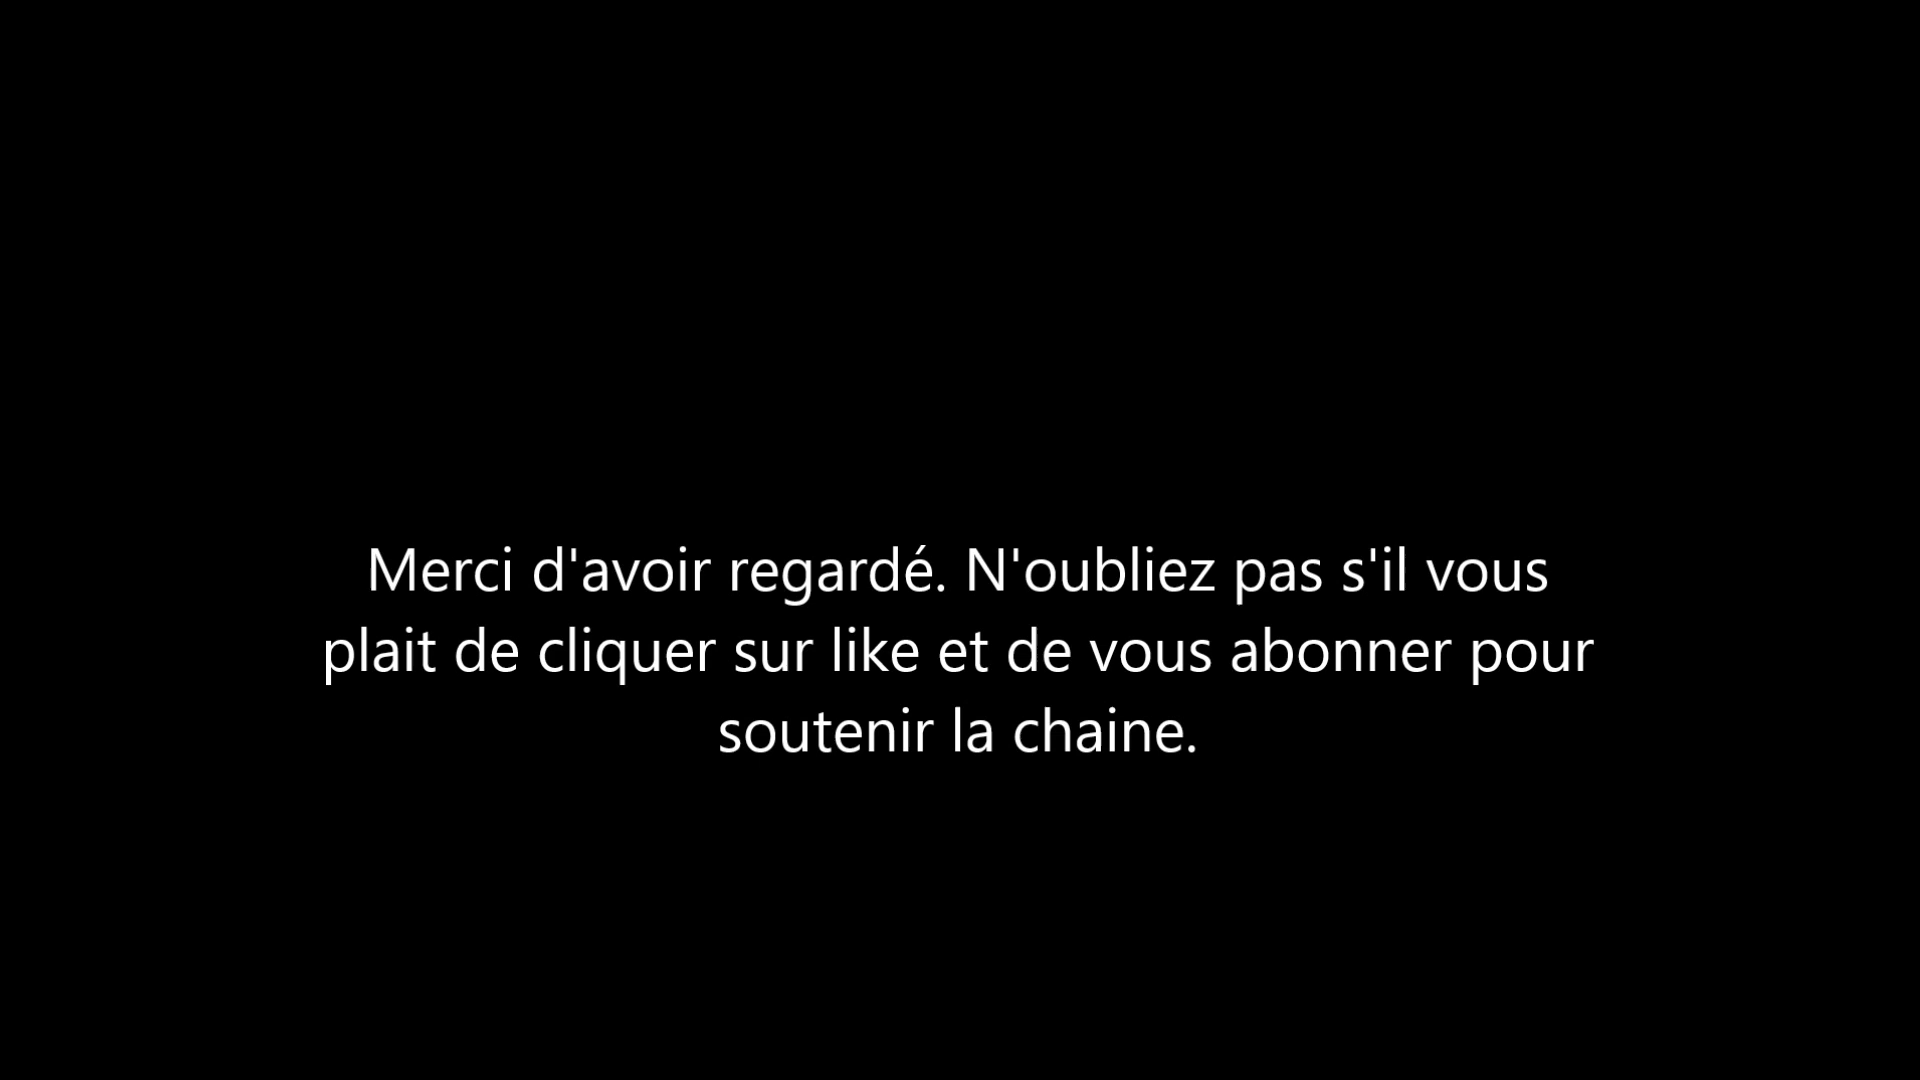 Merci d'avoir regardé. N'oubliez pas s'il vous
plait de cliquer sur like et de vous abonner pour
soutenir la chaine.